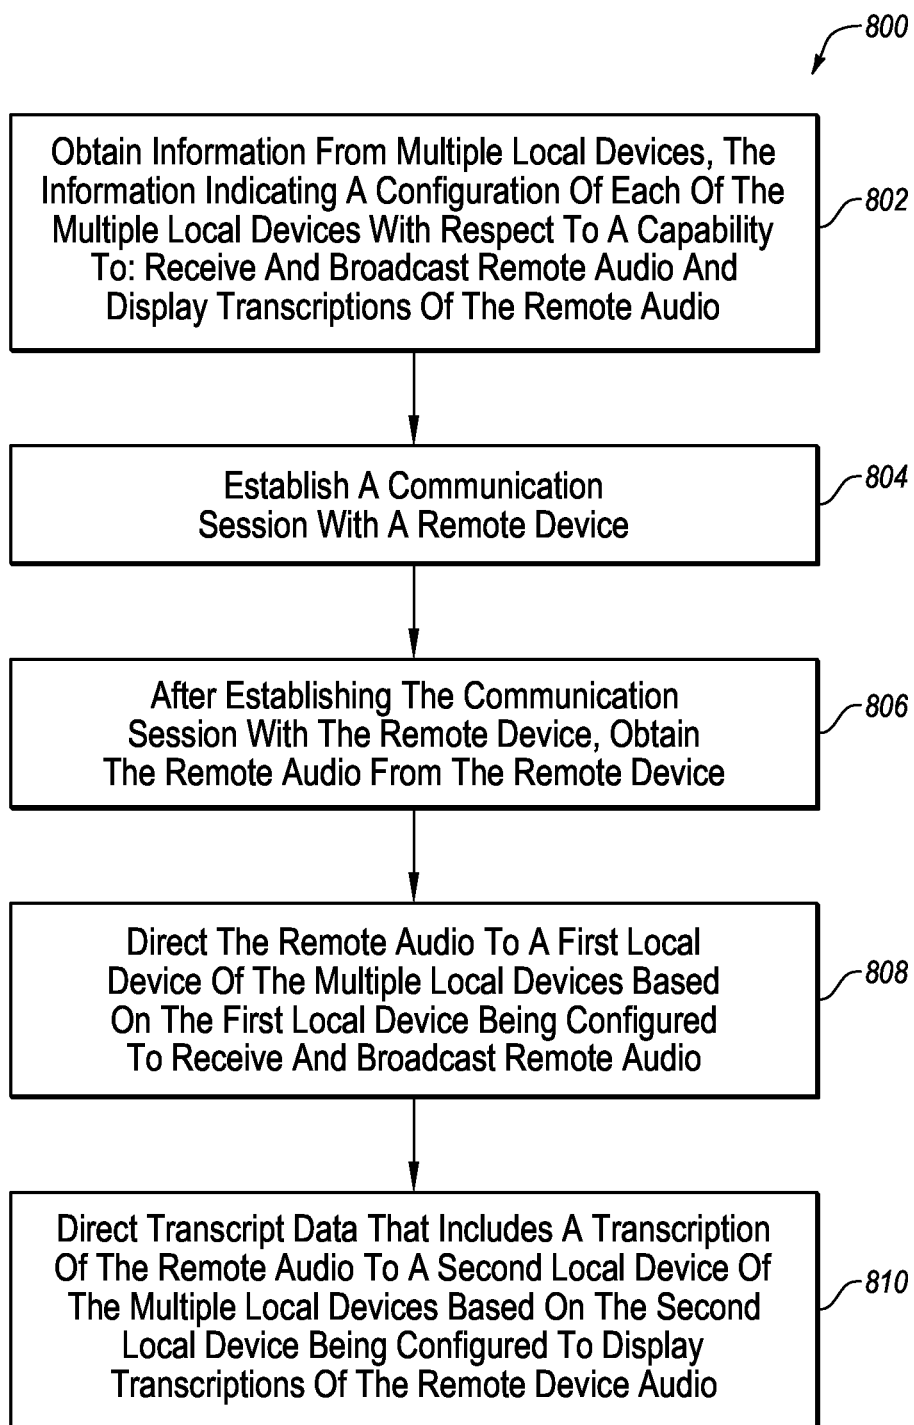 800
Obtain Information From Multiple Local Devices, The
Information Indicating A Configuration Of Each Of The
Multiple Local Devices With Respect To A Capability
To: Receive And Broadcast Remote Audio And
Display Transcriptions Of The Remote Audio
802
Establish A Communication
Session With A Remote Device
804
After Establishing The Communication
Session With The Remote Device, Obtain
The Remote Audio From The Remote Device
806
Direct The Remote Audio To A First Local
Device Of The Multiple Local Devices Based
On The First Local Device Being Configured
To Receive And Broadcast Remote Audio
808
Direct Transcript Data That Includes A Transcription
Of The Remote Audio To A Second Local Device Of
The Multiple Local Devices Based On The Second
Local Device Being Configured To Display
Transcriptions Of The Remote Device Audio
810